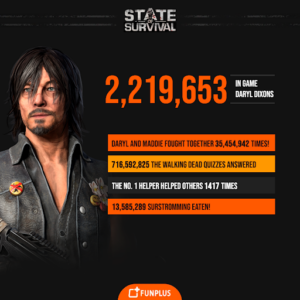 STATE
OF
SURVIVAL
2,219,653
IN GAME
DARYL DIXONS
DARYL AND MADDIE FOUGHT TOGETHER 35,454,942 TIMES!
716,592,825 THE WALKING DEAD QUIZZES ANSWERED
THE NO. 1 HELPER HELPED OTHERS 1417 TIMES
13,585,289 SURSTROMMING EATEN!
FUNPLUS